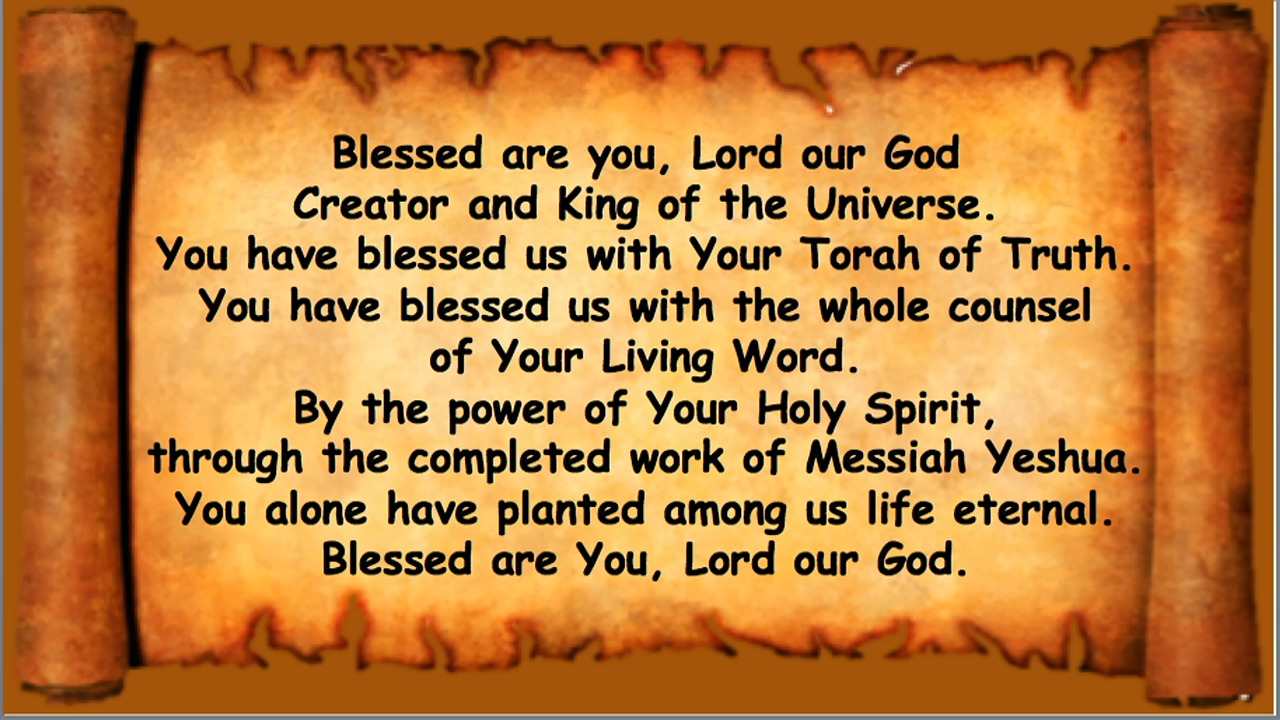 Blessed are you, Lord our God
Creator and King of the Universe.
You have blessed us with Your Torah of Truth.
You have blessed us with the whole counsel
of Your Living Word.
By the power of Your Holy Spirit,
through the completed work of Messiah Yeshua.
You alone have planted among us life eternal.
Blessed are You, Lord our God.